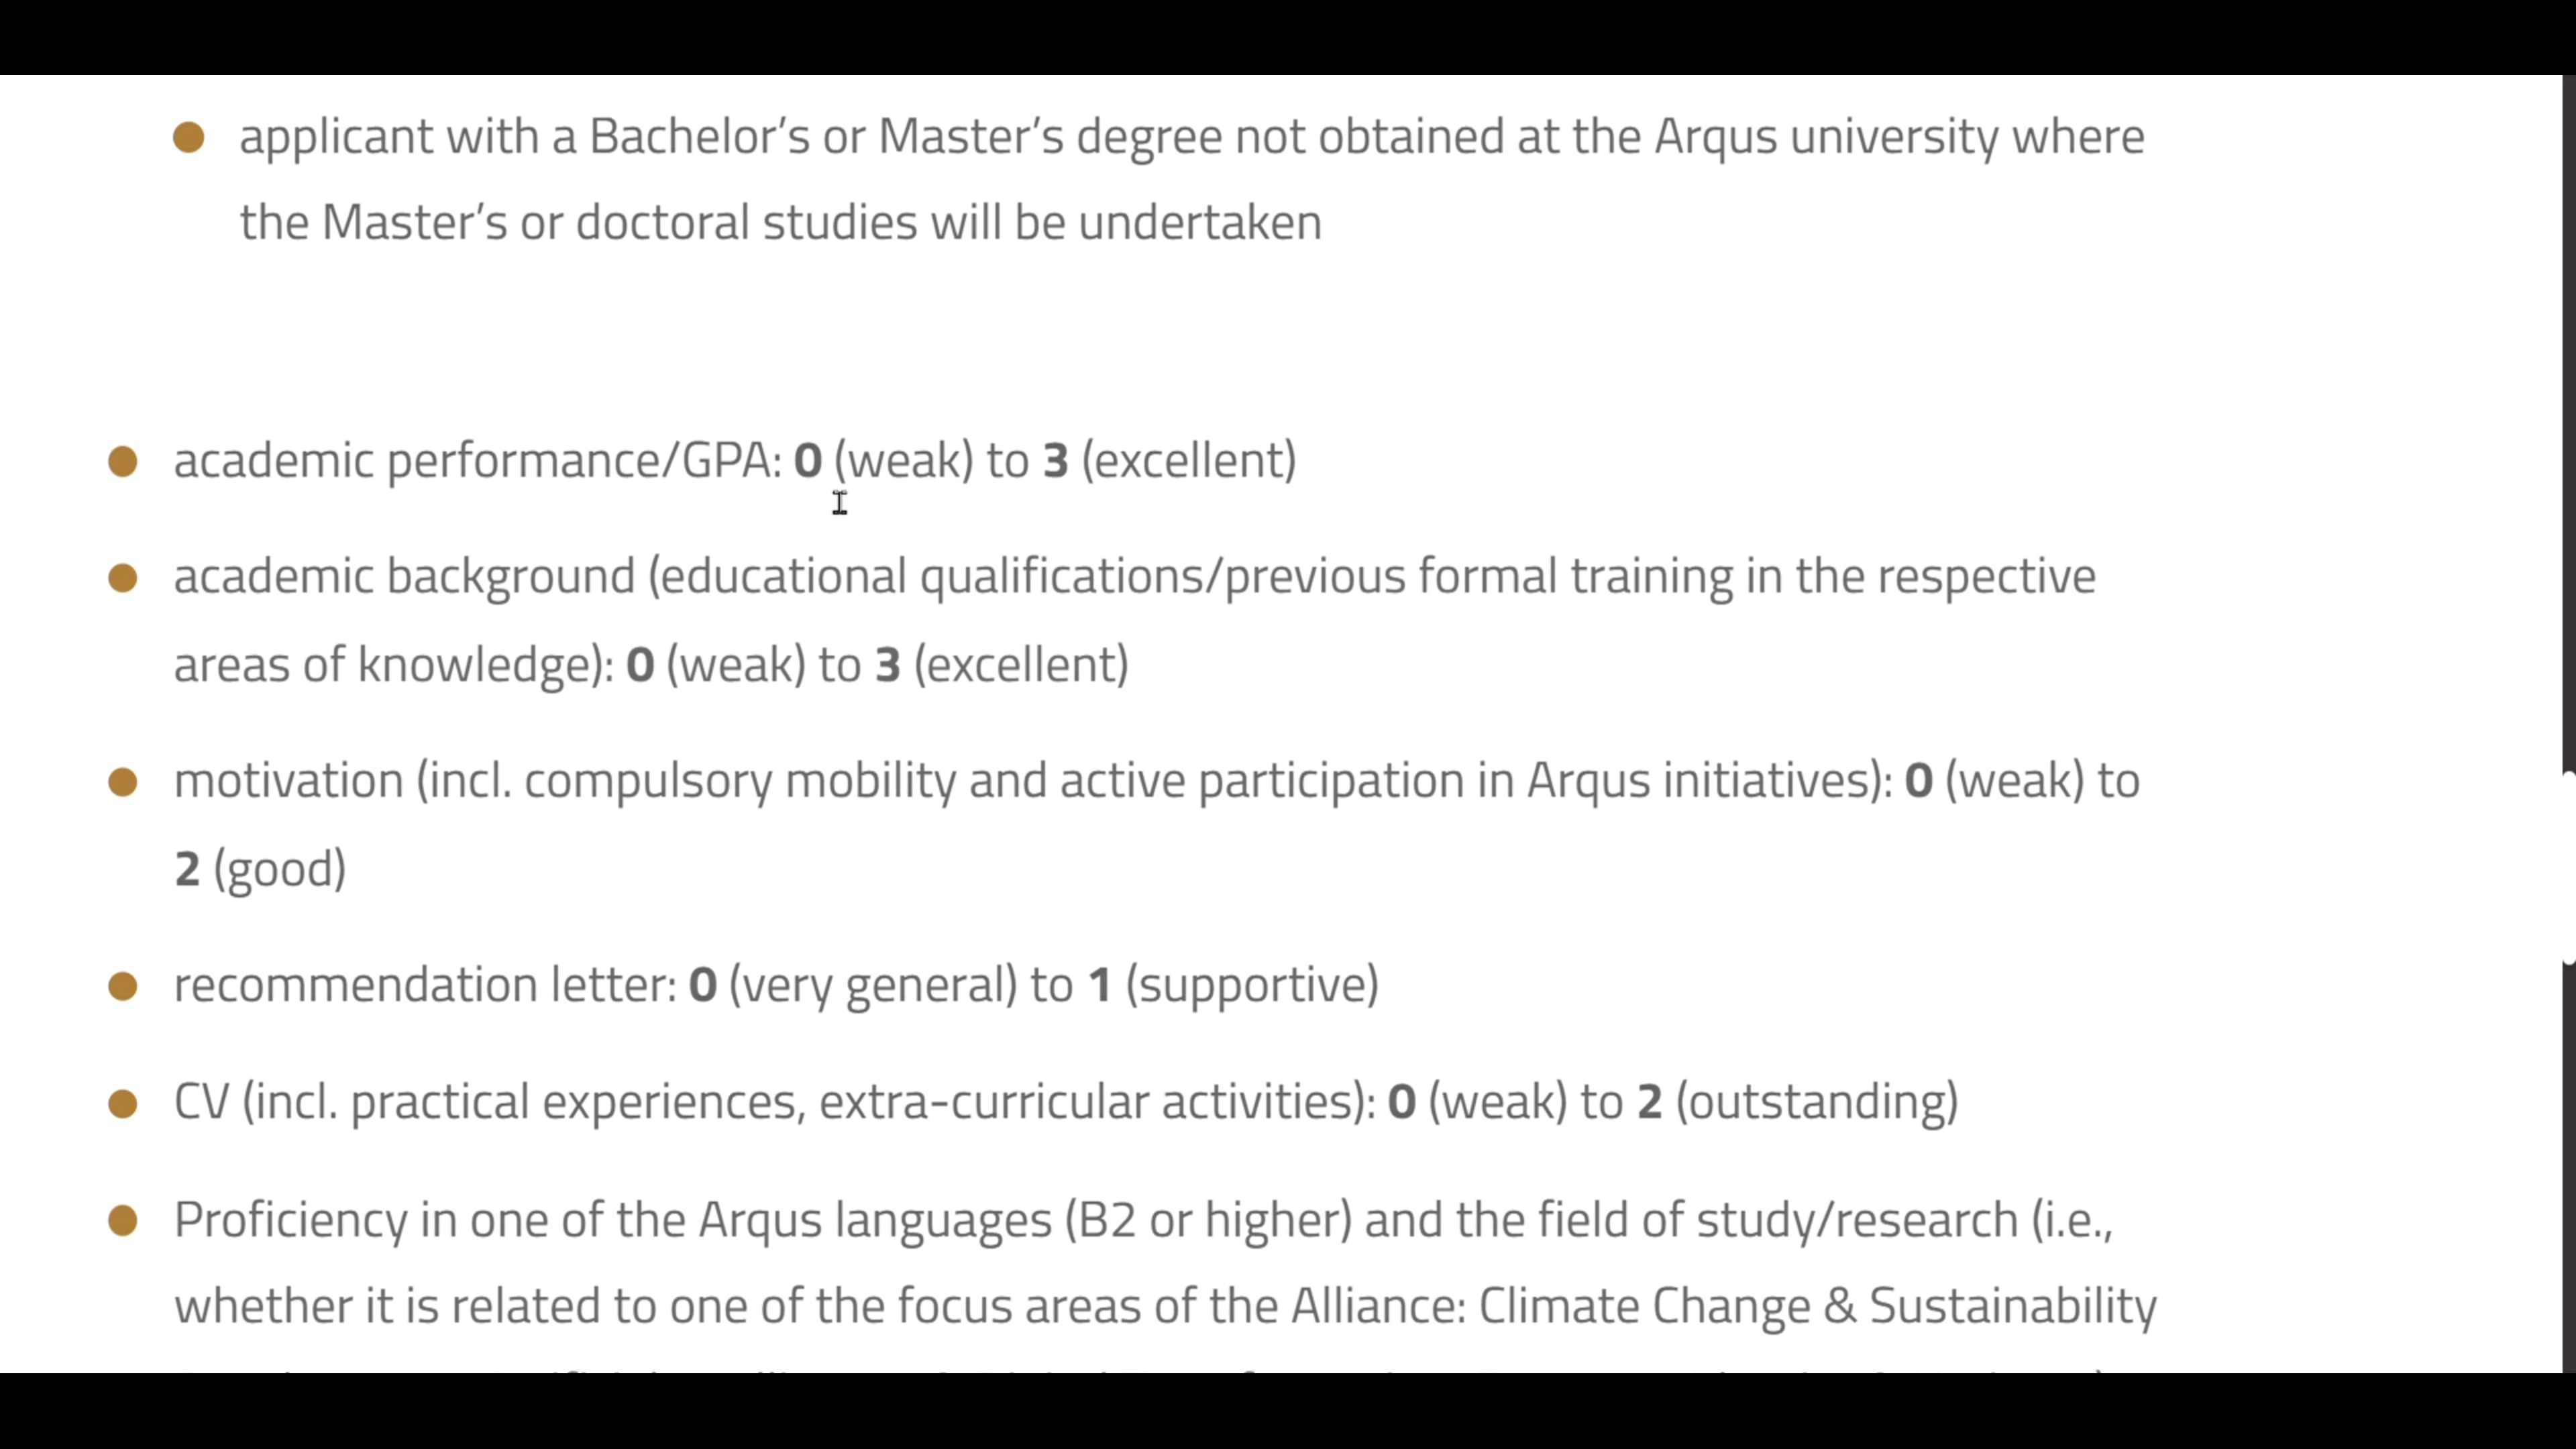 applicant with a Bachelor’s or Master’s degree not obtained at the Arqus university where
the Master’s or doctoral studies will be undertaken
academic performance/GPA: 0 (weak) to 3 (excellent)
academic background (educational qualifications/previous formal training in the respective
areas of knowledge): 0 (weak) to 3 (excellent)
motivation (incl. compulsory mobility and active participation in Arqus initiatives): 0 (weak) to
2 (good)
recommendation letter: 0 (very general) to 1 (supportive)
CV (incl. practical experiences, extra-curricular activities): 0 (weak) to 2 (outstanding)
Proficiency in one of the Arqus languages (B2 or higher) and the field of study/research (i.e.,
whether it is related to one of the focus areas of the Alliance: Climate Change & Sustainability